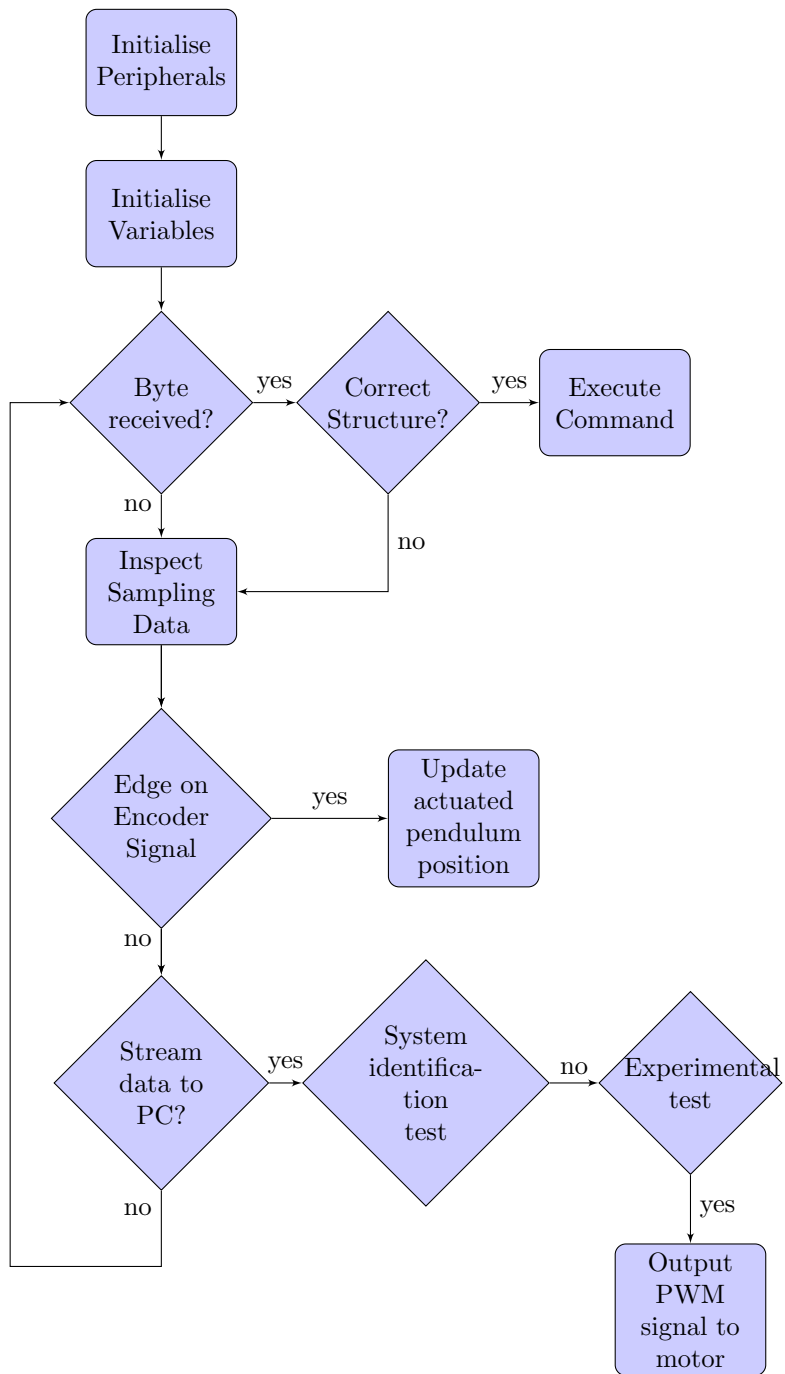 Initialise
Peripherals
Initialise
Variables
Byte
received?
yes
Correct
Structure?
yes
Execute
Command
no
no
Inspect
Sampling
Data
Edge on
Encoder
Signal
yes
Update
actuated
pendulum
position
no
Stream
data to
PC?
yes
System
identifica-
tion
test
no
Experimental
test
no
yes
Output
PWM
signal to
motor